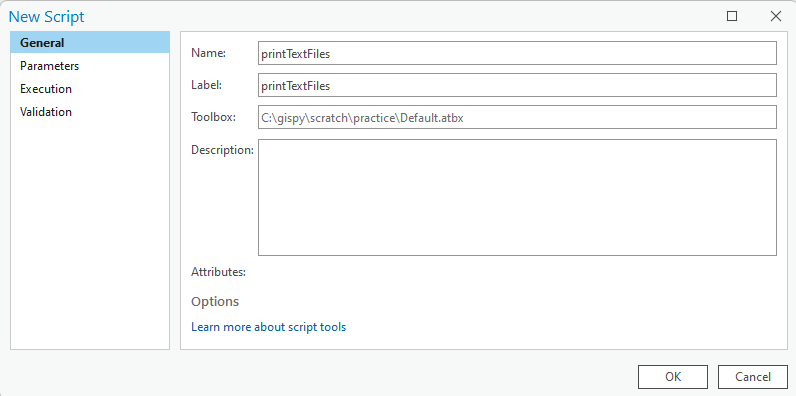 New Script
General
Parameters
Execution
Validation
Name: printTextFiles
Label: printTextFiles
Toolbox: C:\gispy\scratch\practice\Default.atbx
Description:
Attributes:
Options
Learn more about script tools
OK Cancel